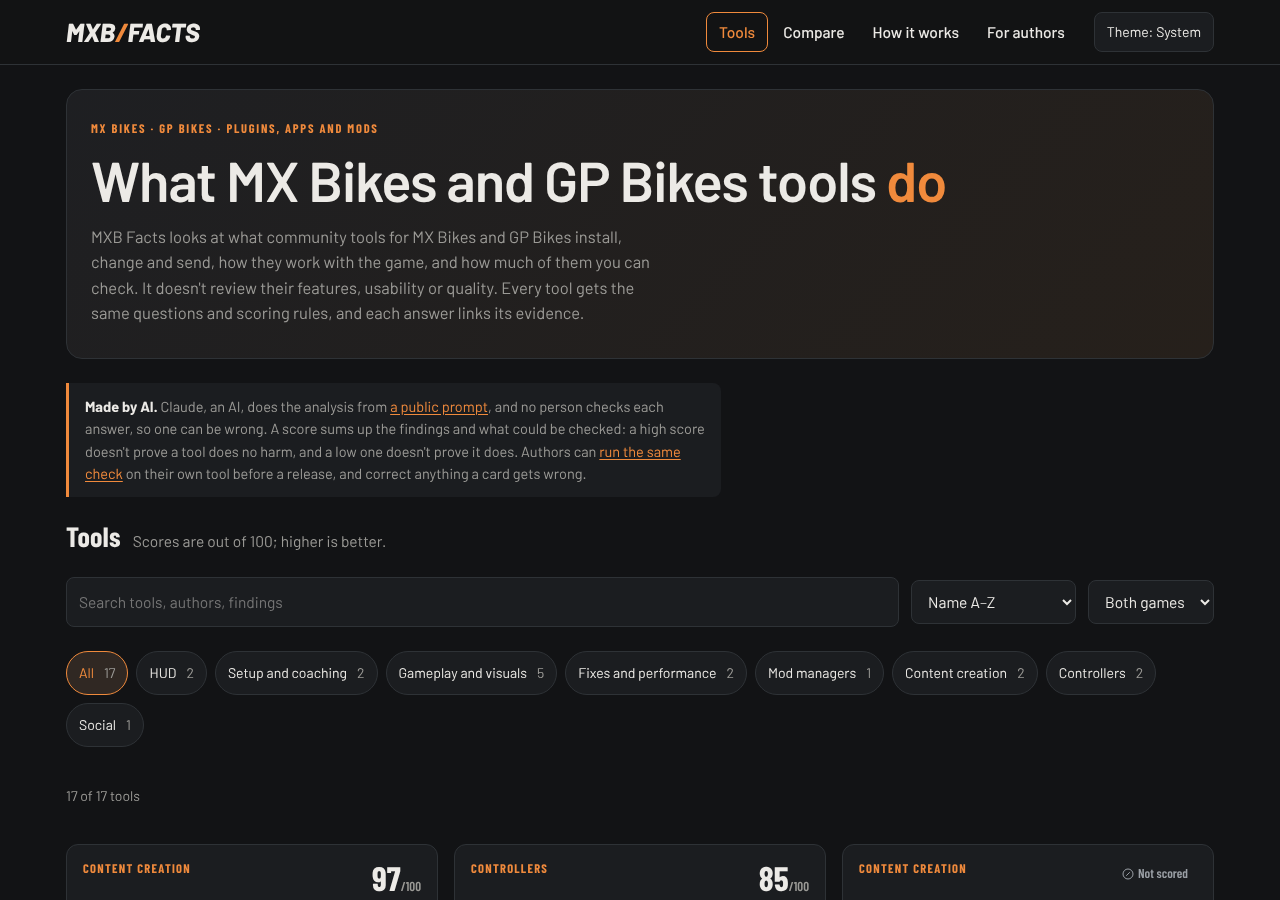 MXB/FACTS
Tools
Compare
How it works
For authors
Theme: System
MX BIKES · GP BIKES · PLUGINS, APPS AND MODS
What MX Bikes and GP Bikes tools do
MXB Facts looks at what community tools for MX Bikes and GP Bikes install,
change and send, how they work with the game, and how much of them you can
check. It doesn't review their features, usability or quality. Every tool gets the
same questions and scoring rules, and each answer links its evidence.
Made by AI. Claude, an AI, does the analysis from a public prompt, and no person checks each
answer, so one can be wrong. A score sums up the findings and what could be checked: a high score
doesn't prove a tool does no harm, and a low one doesn't prove it does. Authors can run the same
check on their own tool before a release, and correct anything a card gets wrong.
Tools
Scores are out of 100; higher is better.
Search tools, authors, findings
Name A–Z
Both games
All 17
HUD 2
Setup and coaching 2
Gameplay and visuals 5
Fixes and performance 2
Mod managers 1
Content creation 2
Controllers 2
Social 1
17 of 17 tools
CONTENT CREATION
97/100
CONTROLLERS
85/100
CONTENT CREATION
Not scored